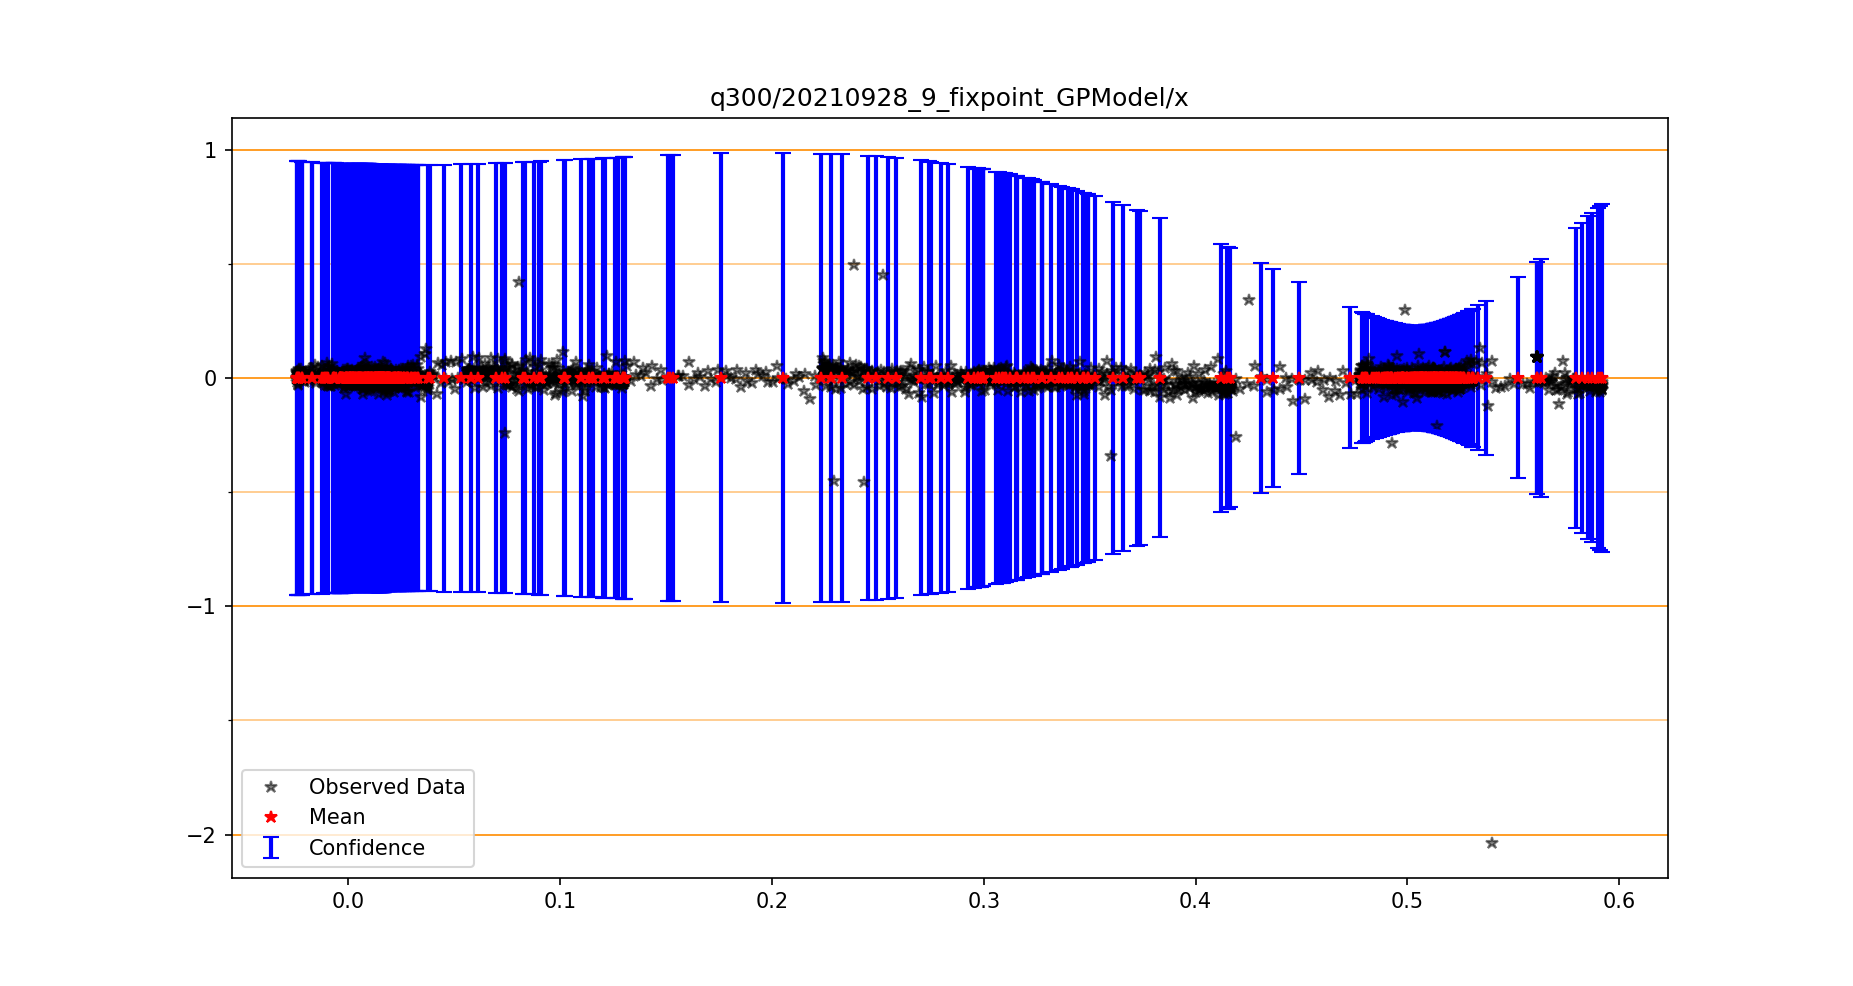 q300/20210928_9_fixpoint_GPModel/x
1
0
−1
−2
Observed Data
Mean
Confidence
0.0 0.1 0.2 0.3 0.4 0.5 0.6